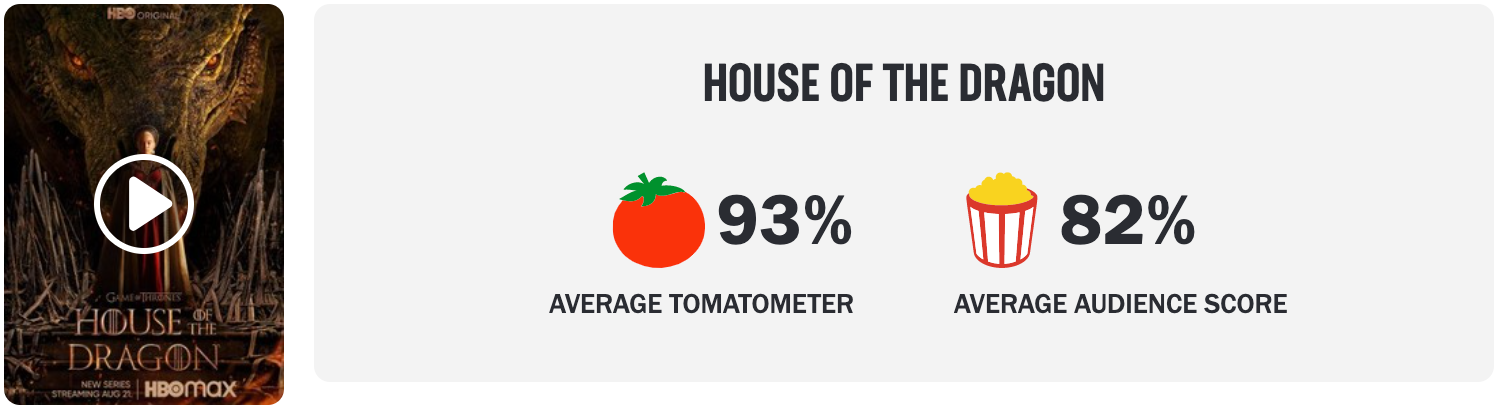 HBO ORIGINAL
GAME OF THRONES
HOUSE OF THE
DRAGON
NEW SERIES
STREAMING AUG 21
HBOmax
HOUSE OF THE DRAGON
93%
82%
AVERAGE TOMATOMETER
AVERAGE AUDIENCE SCORE